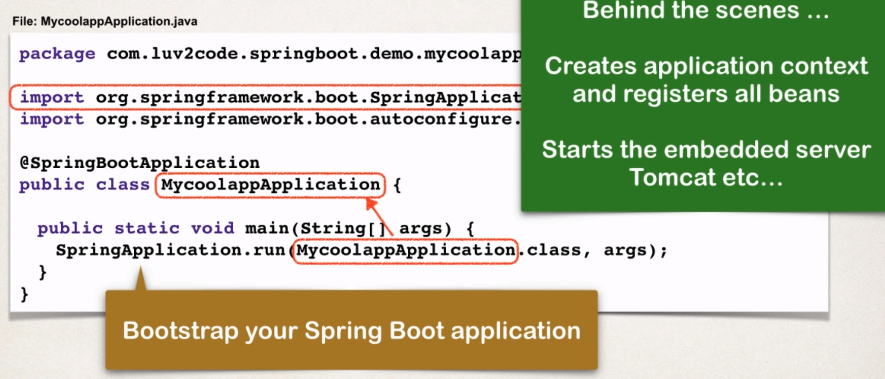 File: MycoolappApplication.java
package com.luv2code.springboot.demo.mycoolapp
import org.springframework.boot.SpringApplicat
import org.springframework.boot.autoconfigure.
@SpringBootApplication
public class MycoolappApplication {
public static void main(String[] args) {
SpringApplication.run(MycoolappApplication.class, args);
}
}
Behind the scenes ...
Creates application context
and registers all beans
Starts the embedded server
Tomcat etc...
Bootstrap your Spring Boot application